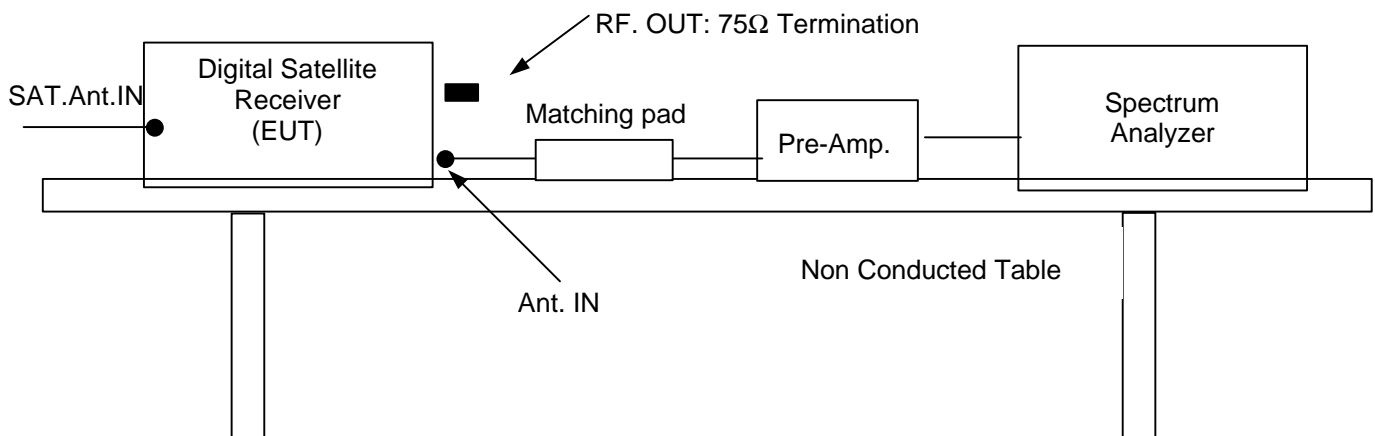 RF. OUT: 75Ω Termination
SAT.Ant.IN
Digital Satellite
Receiver
(EUT)
Matching pad
Pre-Amp.
Spectrum
Analyzer
Non Conducted Table
Ant. IN